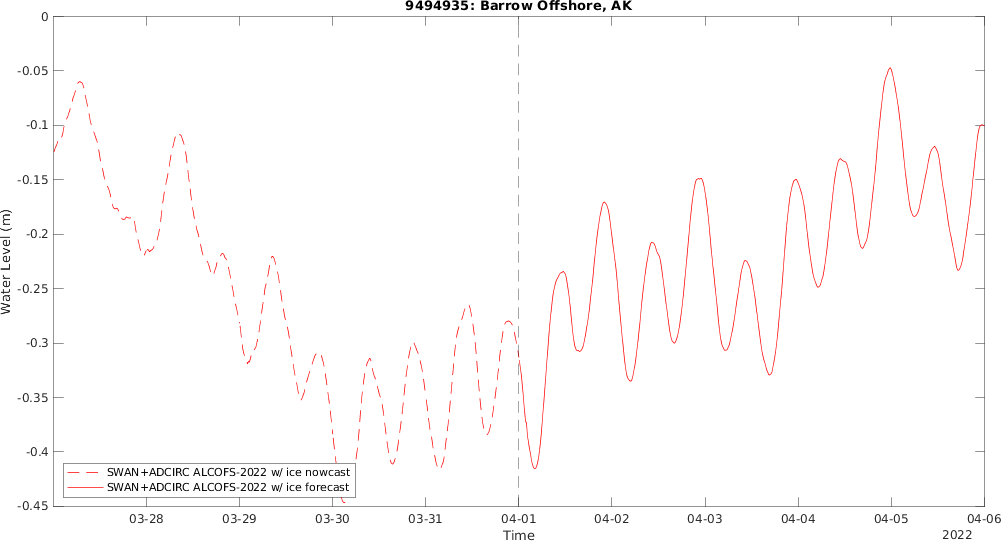 9494935: Barrow Offshore, AK
Water Level (m)
0
-0.05
-0.1
-0.15
-0.2
-0.25
-0.3
-0.35
-0.4
-0.45
SWAN+ADCIRC ALCOFS-2022 w/ ice nowcast
SWAN+ADCIRC ALCOFS-2022 w/ ice forecast
03-28 03-29 03-30 03-31 04-01 04-02 04-03 04-04 04-05 04-06
Time
2022